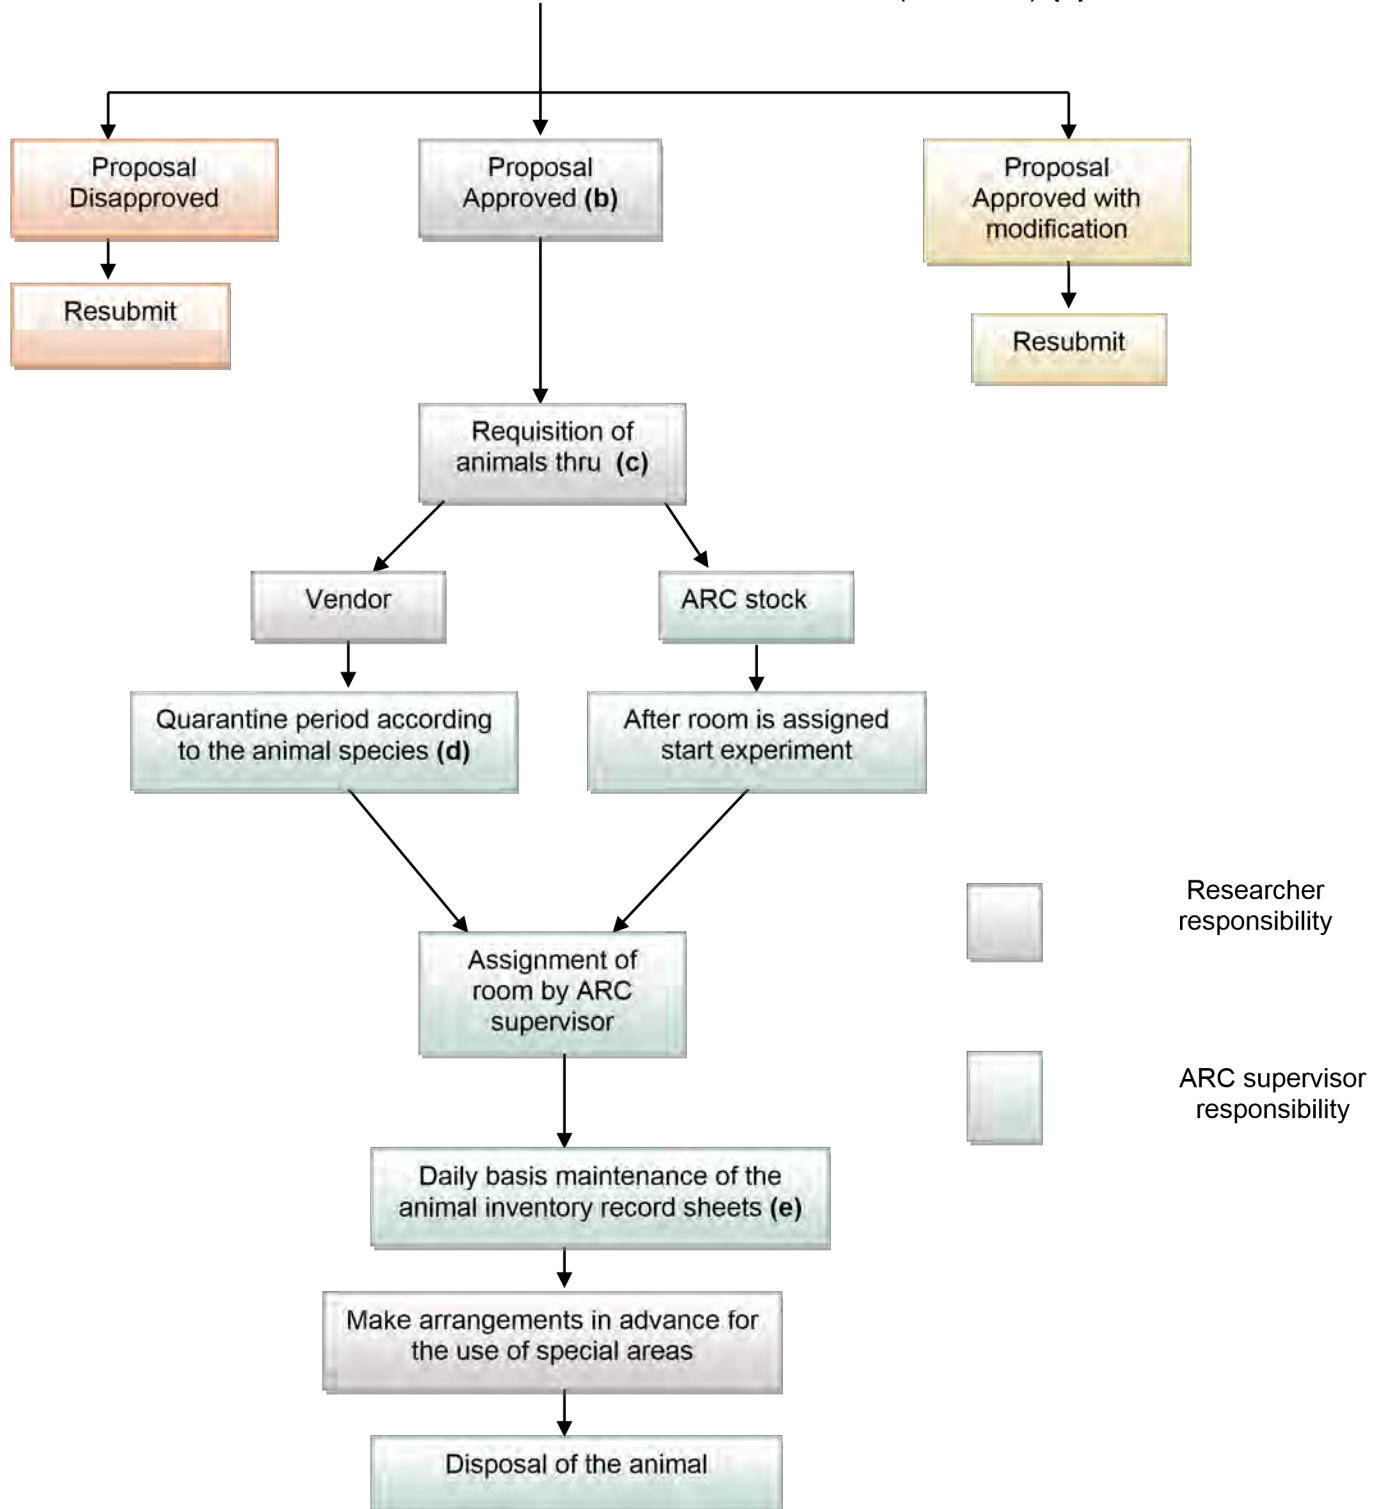 Proposal
Disapproved
Proposal
Approved (b)
Proposal
Approved with
modification
Resubmit
Resubmit
Requisition of
animals thru (c)
Vendor
ARC stock
Quarantine period according
to the animal species (d)
After room is assigned
start experiment
Researcher
responsibility
Assignment of
room by ARC
supervisor
ARC supervisor
responsibility
Daily basis maintenance of the
animal inventory record sheets (e)
Make arrangements in advance for
the use of special areas
Disposal of the animal